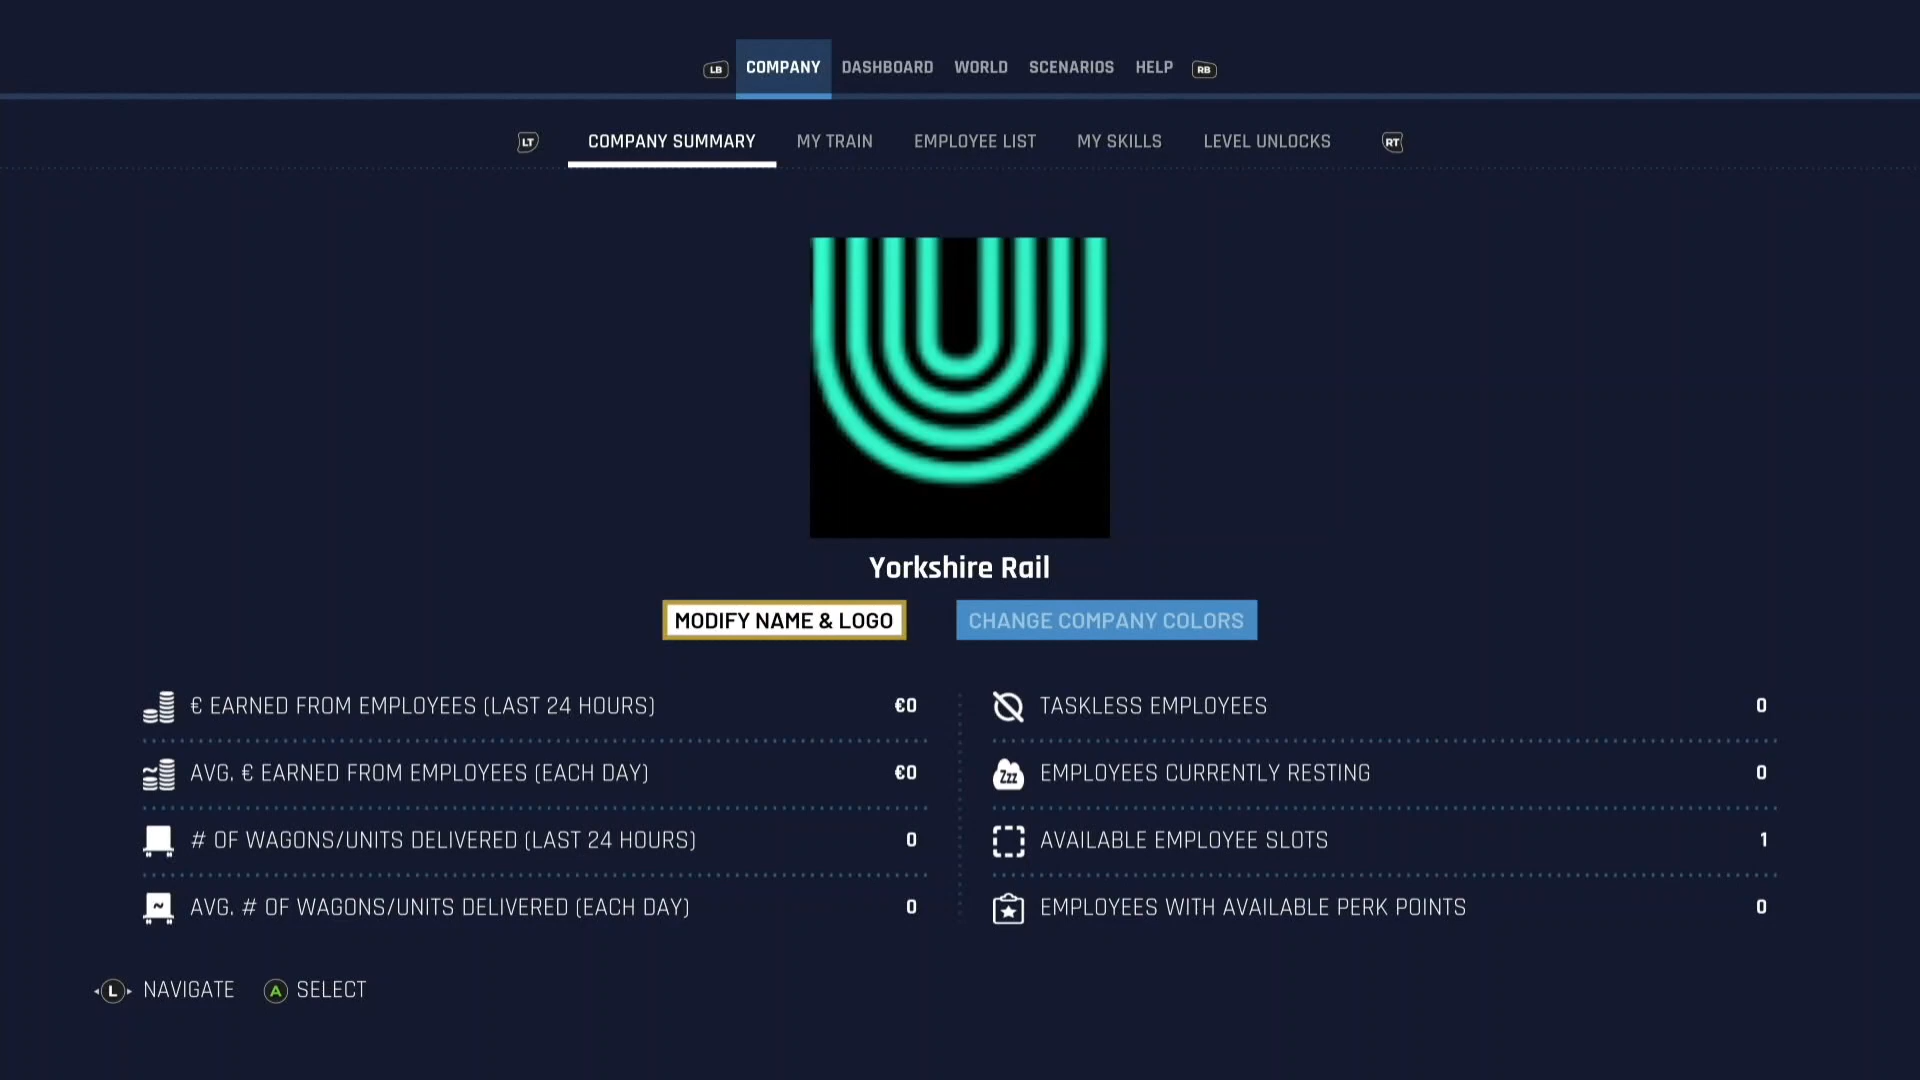 LB COMPANY DASHBOARD WORLD SCENARIOS HELP RB
LT COMPANY SUMMARY MY TRAIN EMPLOYEE LIST MY SKILLS LEVEL UNLOCKS RT
Yorkshire Rail
MODIFY NAME & LOGO CHANGE COMPANY COLORS
€ EARNED FROM EMPLOYEES (LAST 24 HOURS) €0
AVG. € EARNED FROM EMPLOYEES (EACH DAY) €0
# OF WAGONS/UNITS DELIVERED (LAST 24 HOURS) 0
AVG. # OF WAGONS/UNITS DELIVERED (EACH DAY) 0
TASKLESS EMPLOYEES 0
Zzz EMPLOYEES CURRENTLY RESTING 0
AVAILABLE EMPLOYEE SLOTS 1
EMPLOYEES WITH AVAILABLE PERK POINTS 0
L NAVIGATE A SELECT